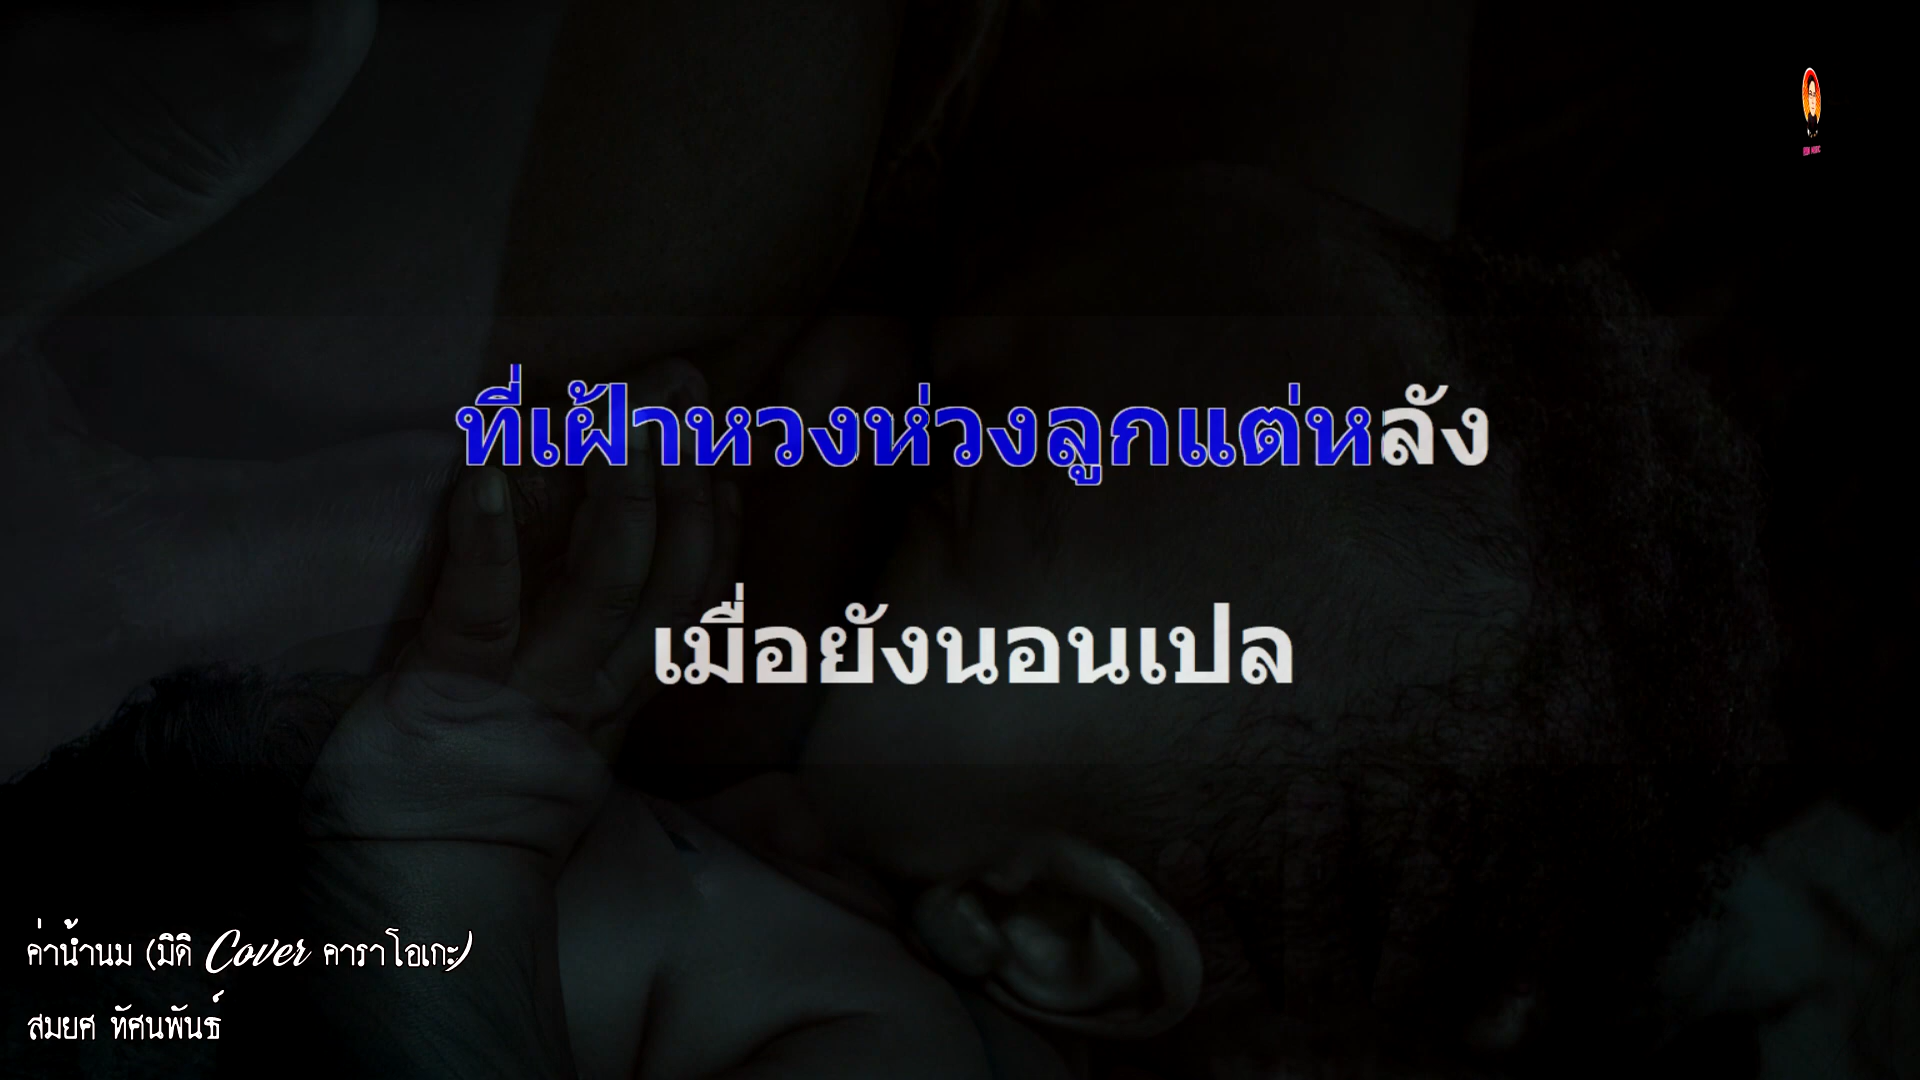 ที่เฝ้าหวงห่วงลูกแต่หลัง
เมื่อยังนอนเปล
ค่าน้ำนม (มิดิ Cover คาราโอเกะ)
สมยศ ทัศนพันธ์